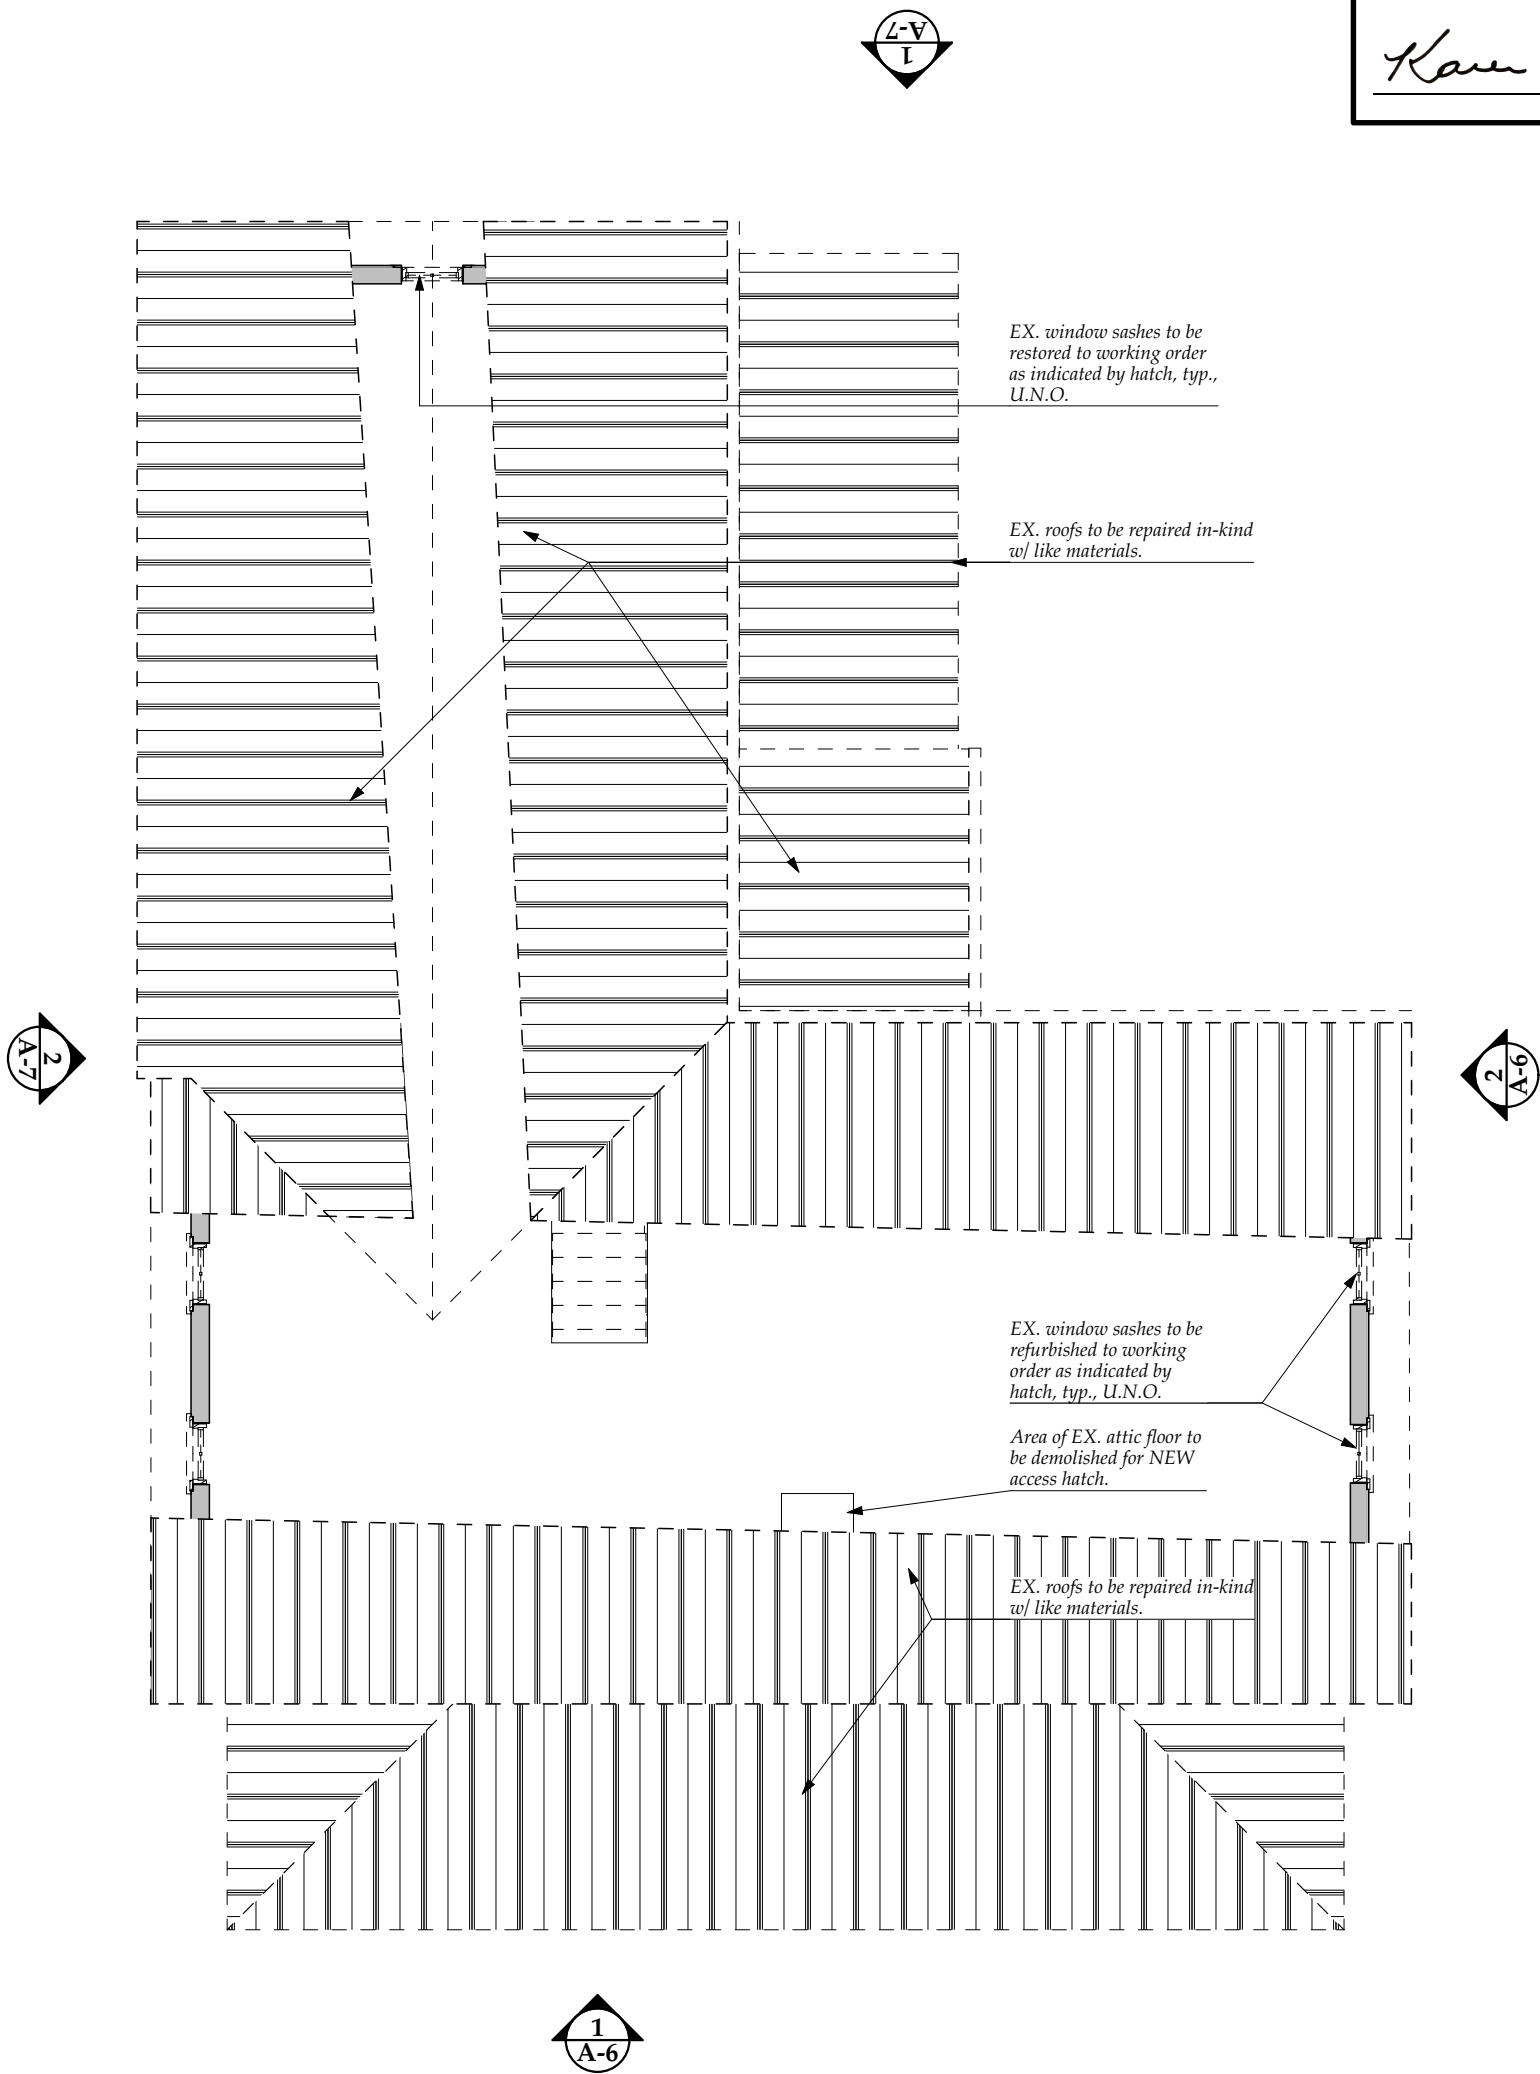 1
A-7
Karen
EX. window sashes to be
restored to working order
as indicated by hatch, typ.,
U.N.O.
EX. roofs to be repaired in-kind
w/ like materials.
2
A-7
2
A-6
EX. window sashes to be
refurbished to working
order as indicated by
hatch, typ., U.N.O.
Area of EX. attic floor to
be demolished for NEW
access hatch.
EX. roofs to be repaired in-kind
w/ like materials.
1
A-6